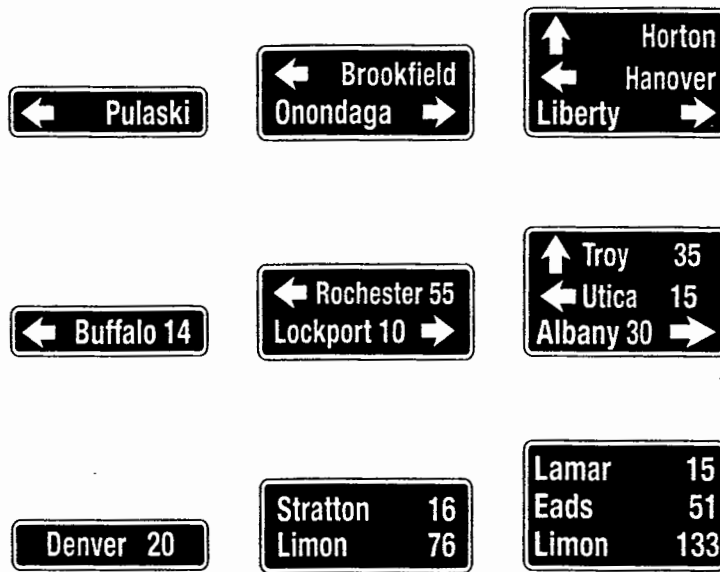 Pulaski
Brookfield
Onondaga
Horton
Hanover
Liberty
Buffalo 14
Rochester 55
Lockport 10
Troy 35
Utica 15
Albany 30
Denver 20
Stratton 16
Limon 76
Lamar 15
Eads 51
Limon 133